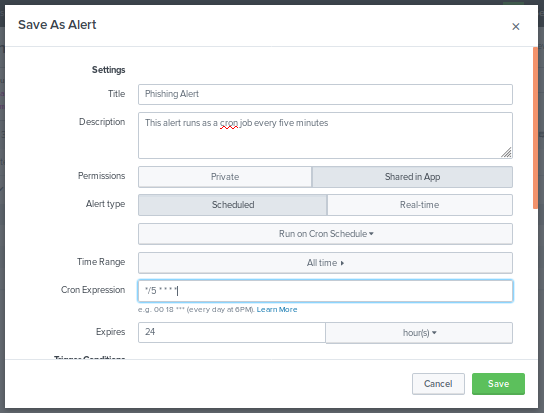 Save As Alert
×
Settings
Title
Phishing Alert
Description
This alert runs as a cron job every five minutes
Permissions
Private
Shared in App
Alert type
Scheduled
Real-time
Run on Cron Schedule
Time Range
All time
Cron Expression
*/5 * * * *
e.g. 00 18 *** (every day at 6PM). Learn More
Expires
24
hour(s)
Trigger Conditions
Cancel
Save